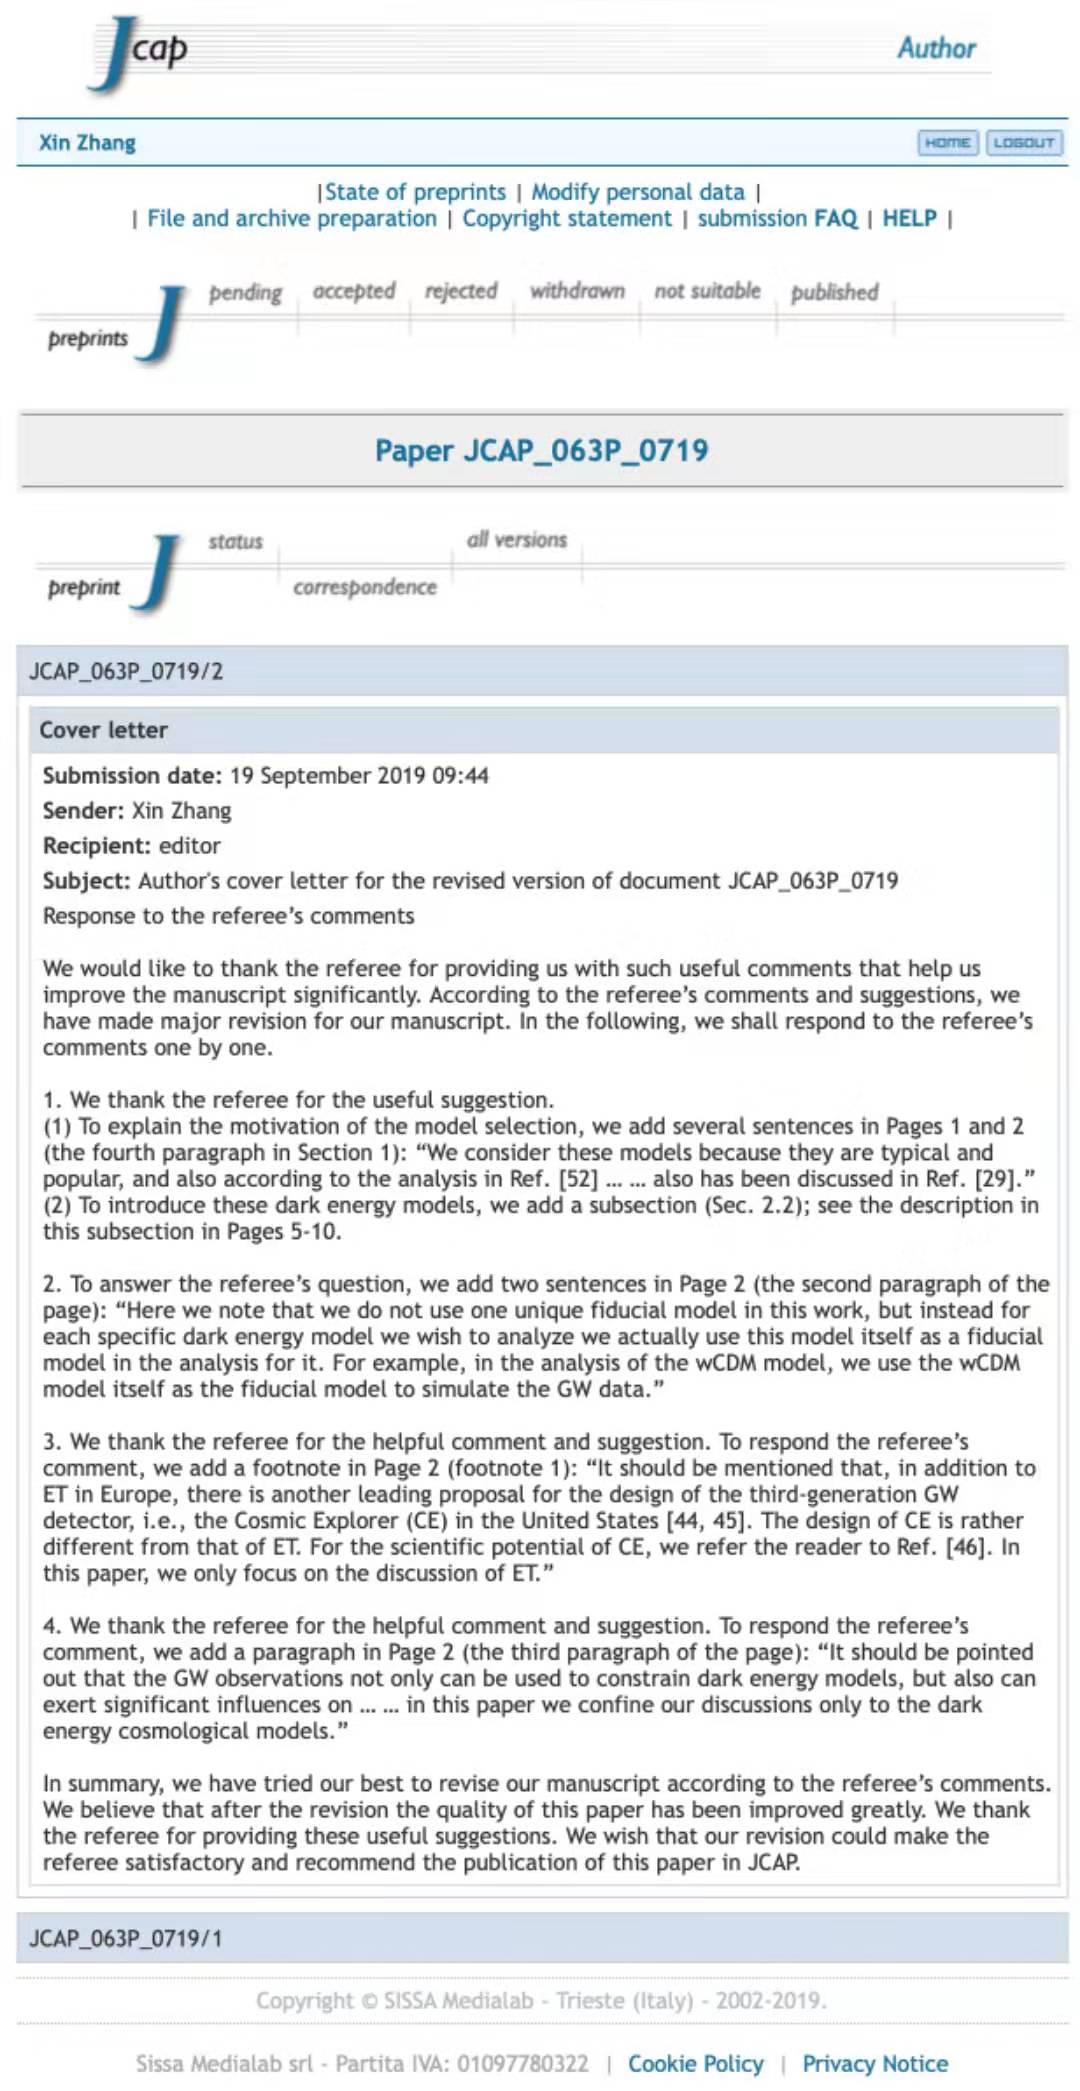 Jcap
Author
Xin Zhang
HOME LOGOUT
|State of preprints | Modify personal data |
| File and archive preparation | Copyright statement | submission FAQ | HELP |
pending accepted rejected withdrawn not suitable published
preprints J
Paper JCAP_063P_0719
status all versions
preprint J correspondence
JCAP_063P_0719/2
Cover letter
Submission date: 19 September 2019 09:44
Sender: Xin Zhang
Recipient: editor
Subject: Author's cover letter for the revised version of document JCAP_063P_0719
Response to the referee’s comments
We would like to thank the referee for providing us with such useful comments that help us
improve the manuscript significantly. According to the referee’s comments and suggestions, we
have made major revision for our manuscript. In the following, we shall respond to the referee’s
comments one by one.
1. We thank the referee for the useful suggestion.
(1) To explain the motivation of the model selection, we add several sentences in Pages 1 and 2
(the fourth paragraph in Section 1): “We consider these models because they are typical and
popular, and also according to the analysis in Ref. [52] ... ... also has been discussed in Ref. [29].”
(2) To introduce these dark energy models, we add a subsection (Sec. 2.2); see the description in
this subsection in Pages 5-10.
2. To answer the referee’s question, we add two sentences in Page 2 (the second paragraph of the
page): “Here we note that we do not use one unique fiducial model in this work, but instead for
each specific dark energy model we wish to analyze we actually use this model itself as a fiducial
model in the analysis for it. For example, in the analysis of the wCDM model, we use the wCDM
model itself as the fiducial model to simulate the GW data.”
3. We thank the referee for the helpful comment and suggestion. To respond the referee’s
comment, we add a footnote in Page 2 (footnote 1): “It should be mentioned that, in addition to
ET in Europe, there is another leading proposal for the design of the third-generation GW
detector, i.e., the Cosmic Explorer (CE) in the United States [44, 45]. The design of CE is rather
different from that of ET. For the scientific potential of CE, we refer the reader to Ref. [46]. In
this paper, we only focus on the discussion of ET.”
4. We thank the referee for the helpful comment and suggestion. To respond the referee’s
comment, we add a paragraph in Page 2 (the third paragraph of the page): “It should be pointed
out that the GW observations not only can be used to constrain dark energy models, but also can
exert significant influences on ... ... in this paper we confine our discussions only to the dark
energy cosmological models.”
In summary, we have tried our best to revise our manuscript according to the referee’s comments.
We believe that after the revision the quality of this paper has been improved greatly. We thank
the referee for providing these useful suggestions. We wish that our revision could make the
referee satisfactory and recommend the publication of this paper in JCAP.
JCAP_063P_0719/1
Copyright © SISSA Medialab - Trieste (Italy) - 2002-2019.
Sissa Medialab srl - Partita IVA: 01097780322 | Cookie Policy | Privacy Notice